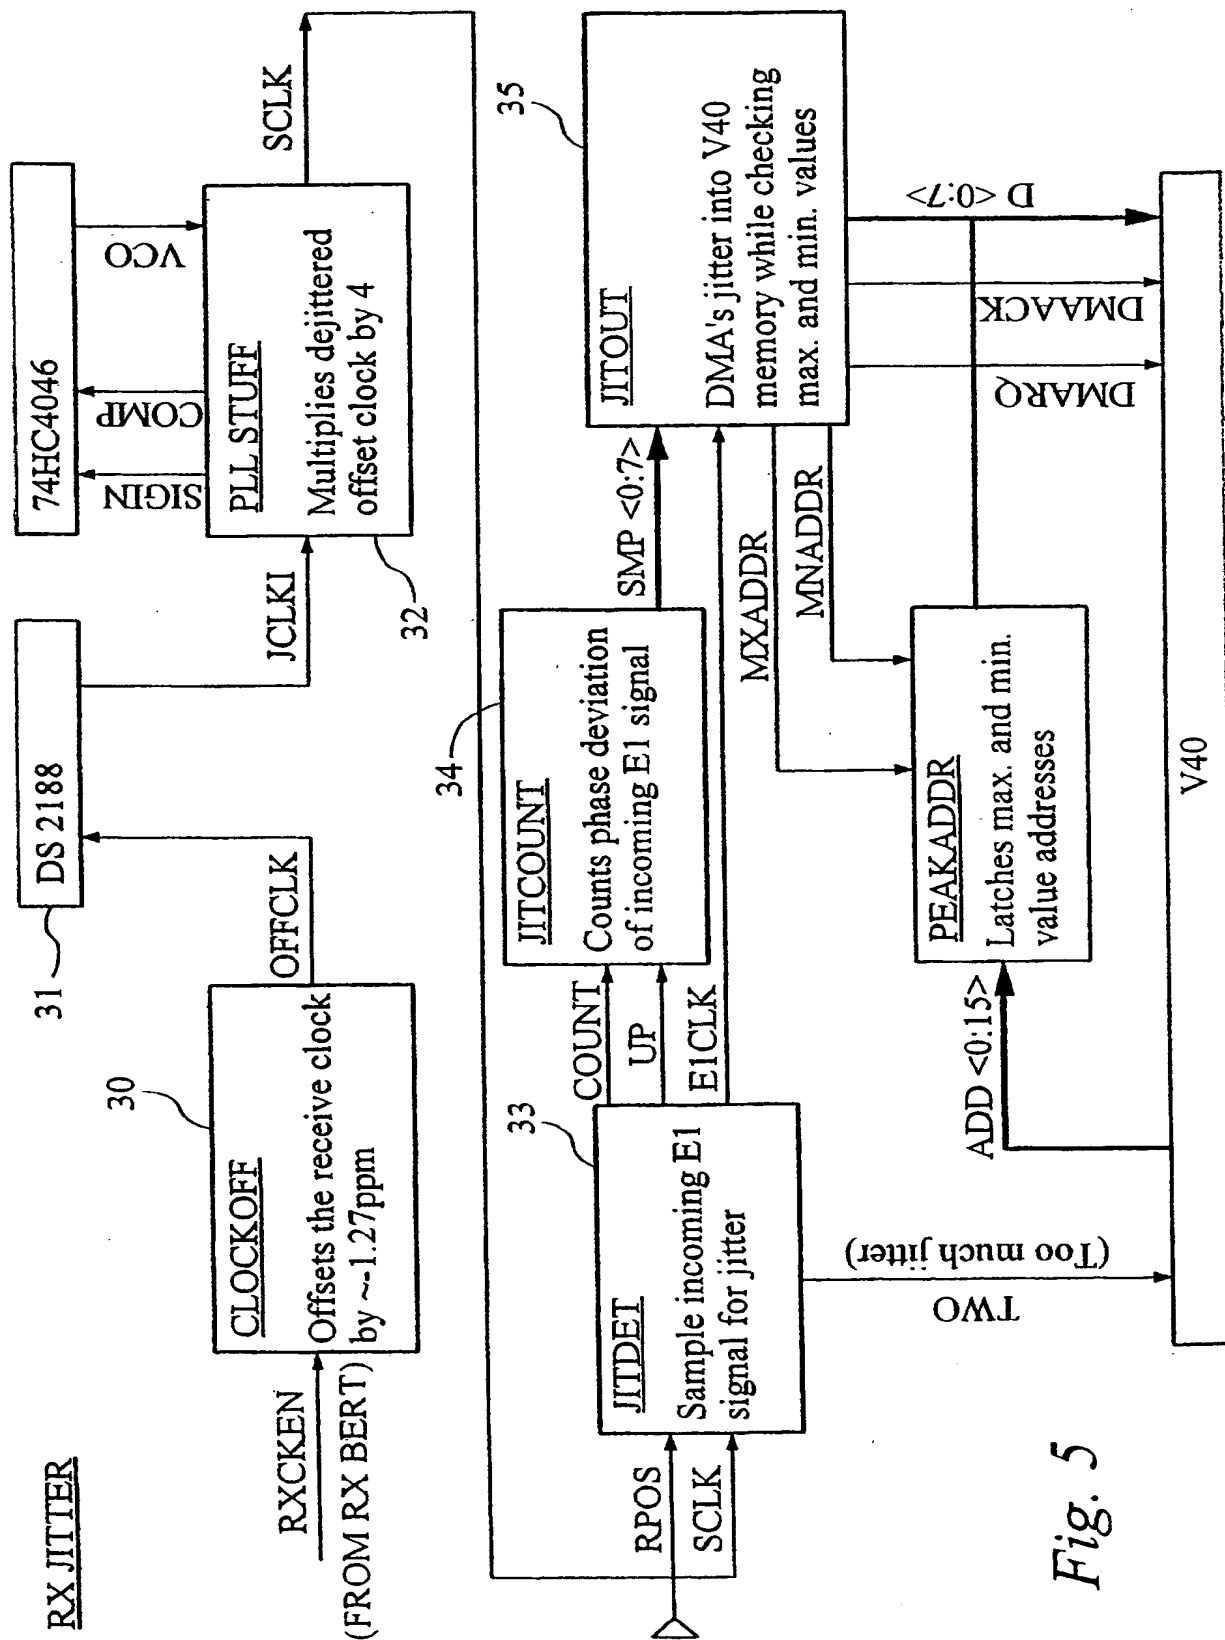 RX JITTER
RXCKEN
(FROM RX BERT)
30
CLOCKOFF
Offsets the receive clock
by ~-1.27ppm
OFFCLK
31
DS 2188
JCLKI
32
PLL STUFF
Multiplies dejittered
offset clock by 4
SIGIN
COMP
VCO
74HC4046
SCLK
RPOS
SCLK
33
JITDET
Sample incoming E1
signal for jitter
COUNT
UP
E1CLK
TWO
(Too much jitter)
34
JITCOUNT
Counts phase deviation
of incoming E1 signal
SMP <0:7>
35
JITOUT
DMA's jitter into V40
memory while checking
max. and min. values
MXADDR
MNADDR
ADD <0:15>
PEAKADDR
Latches max. and min.
value addresses
DMARQ
DMAACK
D <0:7>
V40
Fig. 5